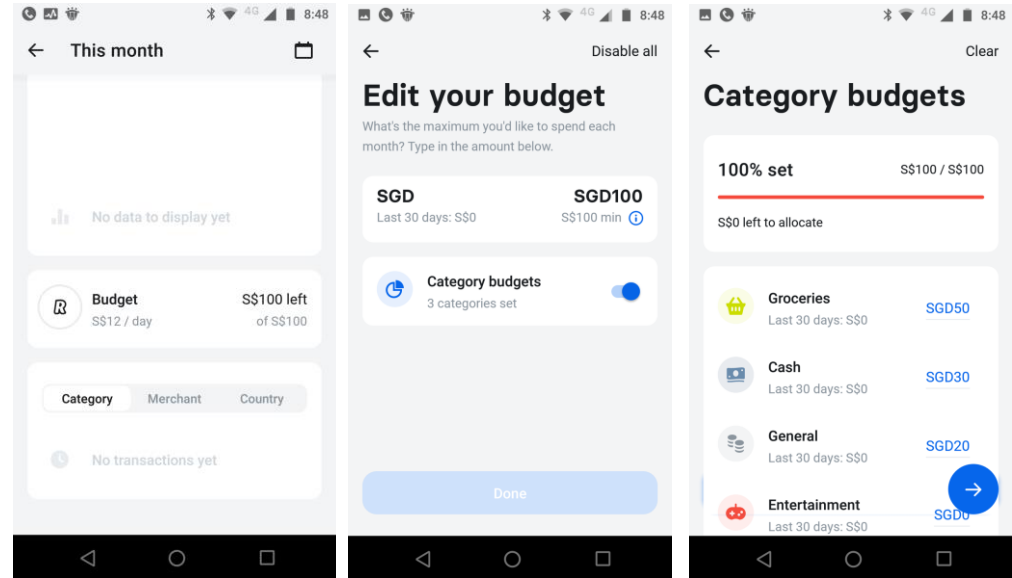 4G 8:48
This month
No data to display yet
R
Budget S$100 left
S$12 / day of S$100
Category Merchant Country
No transactions yet
4G 8:48
Disable all
Edit your budget
What's the maximum you'd like to spend each
month? Type in the amount below.
SGD SGD100
Last 30 days: S$0 S$100 min
Category budgets
3 categories set
Done
4G 8:48
Clear
Category budgets
100% set S$100 / S$100
S$0 left to allocate
Groceries
SGD50
Last 30 days: S$0
Cash
SGD30
Last 30 days: S$0
General
SGD20
Last 30 days: S$0
Entertainment
SGD0
Last 30 days: S$0